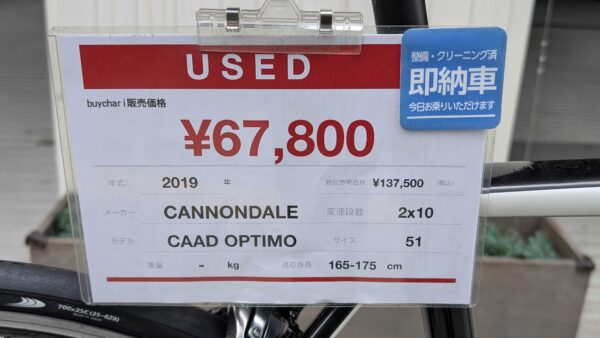 USED
整備・クリーニング済
即納車
今日お乗りいただけます
buychari販売価格
¥67,800
年式 2019 年 新品参考価格 ¥137,500 (税込)
メーカー CANNONDALE 変速段数 2x10
モデル CAAD OPTIMO サイズ 51
重量 - kg 適応身長 165-175 cm
700x25C (25-622)